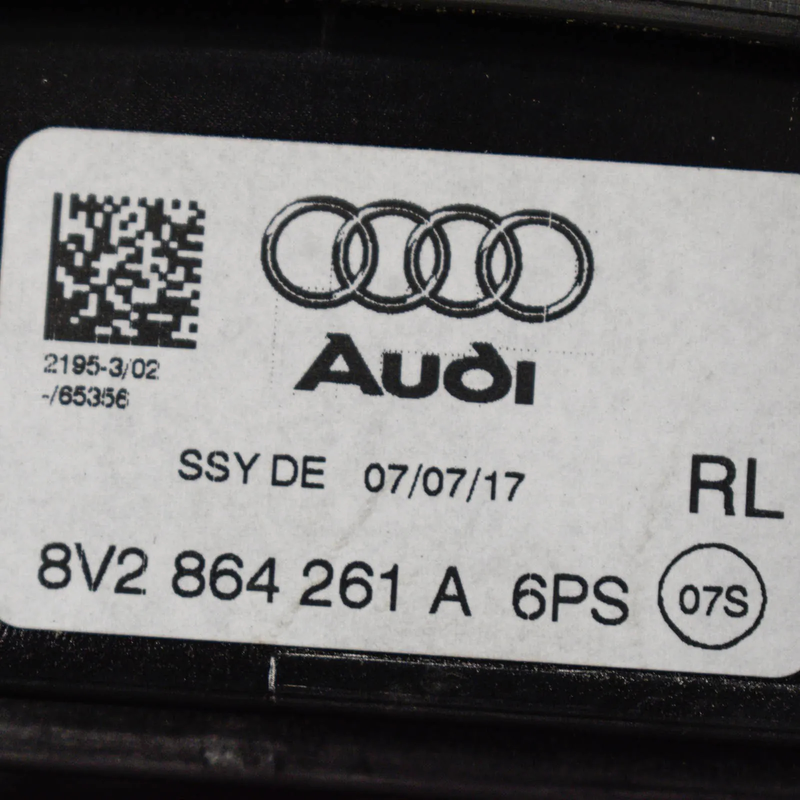 2195-3/02
-/65356
Audi
SSY DE 07/07/17
RL
8V2 864 261 A 6PS 07S